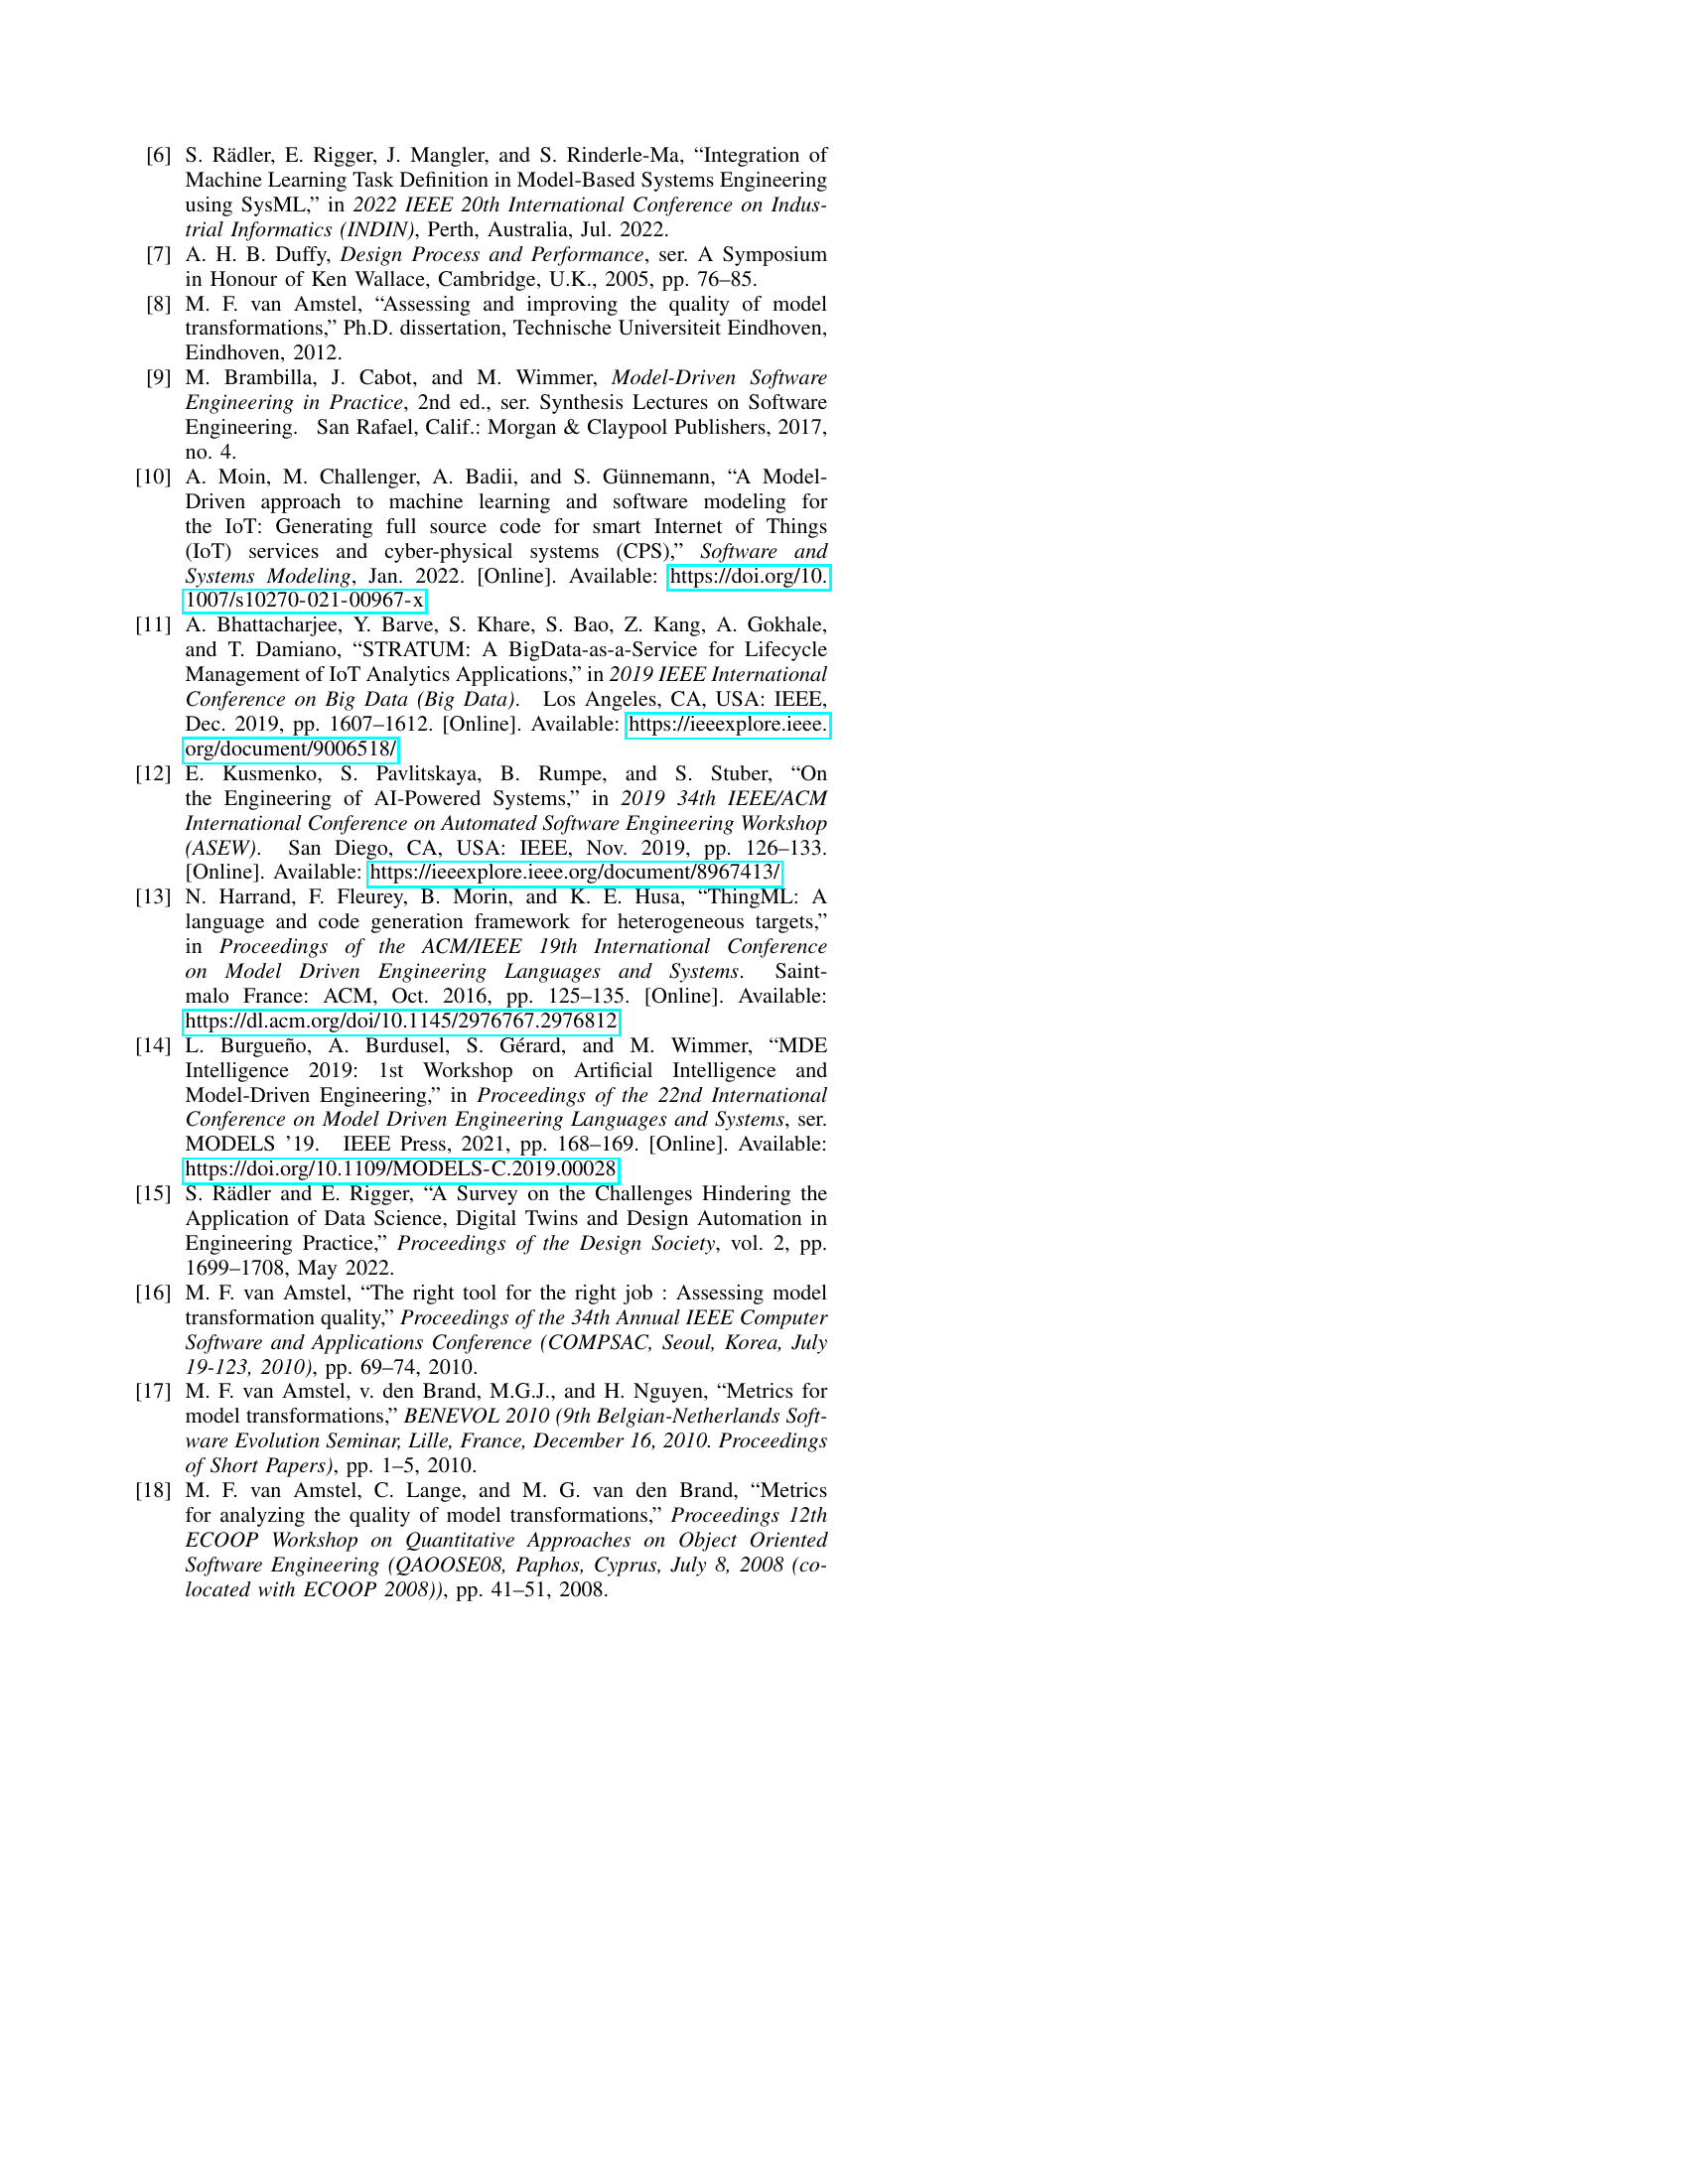 [6] S. Rädler, E. Rigger, J. Mangler, and S. Rinderle-Ma, “Integration of
Machine Learning Task Definition in Model-Based Systems Engineering
using SysML,” in 2022 IEEE 20th International Conference on Indus-
trial Informatics (INDIN), Perth, Australia, Jul. 2022.
[7] A. H. B. Duffy, Design Process and Performance, ser. A Symposium
in Honour of Ken Wallace, Cambridge, U.K., 2005, pp. 76–85.
[8] M. F. van Amstel, “Assessing and improving the quality of model
transformations,” Ph.D. dissertation, Technische Universiteit Eindhoven,
Eindhoven, 2012.
[9] M. Brambilla, J. Cabot, and M. Wimmer, Model-Driven Software
Engineering in Practice, 2nd ed., ser. Synthesis Lectures on Software
Engineering. San Rafael, Calif.: Morgan & Claypool Publishers, 2017,
no. 4.
[10] A. Moin, M. Challenger, A. Badii, and S. Günnemann, “A Model-
Driven approach to machine learning and software modeling for
the IoT: Generating full source code for smart Internet of Things
(IoT) services and cyber-physical systems (CPS),” Software and
Systems Modeling, Jan. 2022. [Online]. Available: https://doi.org/10.
1007/s10270-021-00967-x
[11] A. Bhattacharjee, Y. Barve, S. Khare, S. Bao, Z. Kang, A. Gokhale,
and T. Damiano, “STRATUM: A BigData-as-a-Service for Lifecycle
Management of IoT Analytics Applications,” in 2019 IEEE International
Conference on Big Data (Big Data). Los Angeles, CA, USA: IEEE,
Dec. 2019, pp. 1607–1612. [Online]. Available: https://ieeexplore.ieee.
org/document/9006518/
[12] E. Kusmenko, S. Pavlitskaya, B. Rumpe, and S. Stuber, “On
the Engineering of AI-Powered Systems,” in 2019 34th IEEE/ACM
International Conference on Automated Software Engineering Workshop
(ASEW). San Diego, CA, USA: IEEE, Nov. 2019, pp. 126–133.
[Online]. Available: https://ieeexplore.ieee.org/document/8967413/
[13] N. Harrand, F. Fleurey, B. Morin, and K. E. Husa, “ThingML: A
language and code generation framework for heterogeneous targets,”
in Proceedings of the ACM/IEEE 19th International Conference
on Model Driven Engineering Languages and Systems. Saint-
malo France: ACM, Oct. 2016, pp. 125–135. [Online]. Available:
https://dl.acm.org/doi/10.1145/2976767.2976812
[14] L. Burgueño, A. Burdusel, S. Gérard, and M. Wimmer, “MDE
Intelligence 2019: 1st Workshop on Artificial Intelligence and
Model-Driven Engineering,” in Proceedings of the 22nd International
Conference on Model Driven Engineering Languages and Systems, ser.
MODELS ’19. IEEE Press, 2021, pp. 168–169. [Online]. Available:
https://doi.org/10.1109/MODELS-C.2019.00028
[15] S. Rädler and E. Rigger, “A Survey on the Challenges Hindering the
Application of Data Science, Digital Twins and Design Automation in
Engineering Practice,” Proceedings of the Design Society, vol. 2, pp.
1699–1708, May 2022.
[16] M. F. van Amstel, “The right tool for the right job : Assessing model
transformation quality,” Proceedings of the 34th Annual IEEE Computer
Software and Applications Conference (COMPSAC, Seoul, Korea, July
19-123, 2010), pp. 69–74, 2010.
[17] M. F. van Amstel, v. den Brand, M.G.J., and H. Nguyen, “Metrics for
model transformations,” BENEVOL 2010 (9th Belgian-Netherlands Soft-
ware Evolution Seminar, Lille, France, December 16, 2010. Proceedings
of Short Papers), pp. 1–5, 2010.
[18] M. F. van Amstel, C. Lange, and M. G. van den Brand, “Metrics
for analyzing the quality of model transformations,” Proceedings 12th
ECOOP Workshop on Quantitative Approaches on Object Oriented
Software Engineering (QAOOSE08, Paphos, Cyprus, July 8, 2008 (co-
located with ECOOP 2008)), pp. 41–51, 2008.